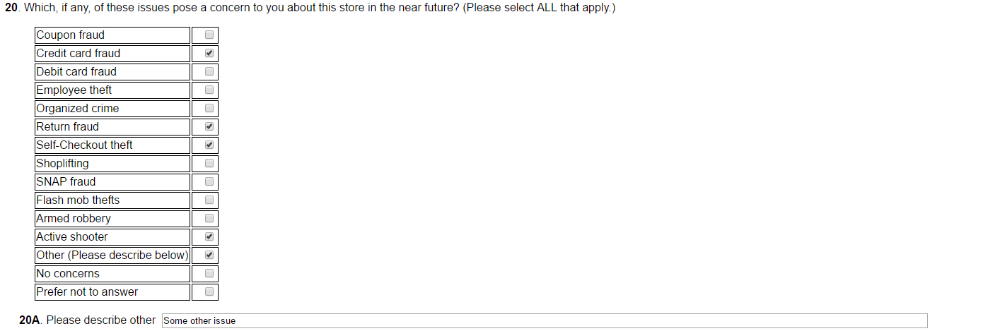 20. Which, if any, of these issues pose a concern to you about this store in the near future? (Please select ALL that apply.)
Coupon fraud
Credit card fraud
Debit card fraud
Employee theft
Organized crime
Return fraud
Self-Checkout theft
Shoplifting
SNAP fraud
Flash mob thefts
Armed robbery
Active shooter
Other (Please describe below)
No concerns
Prefer not to answer
20A. Please describe other Some other issue